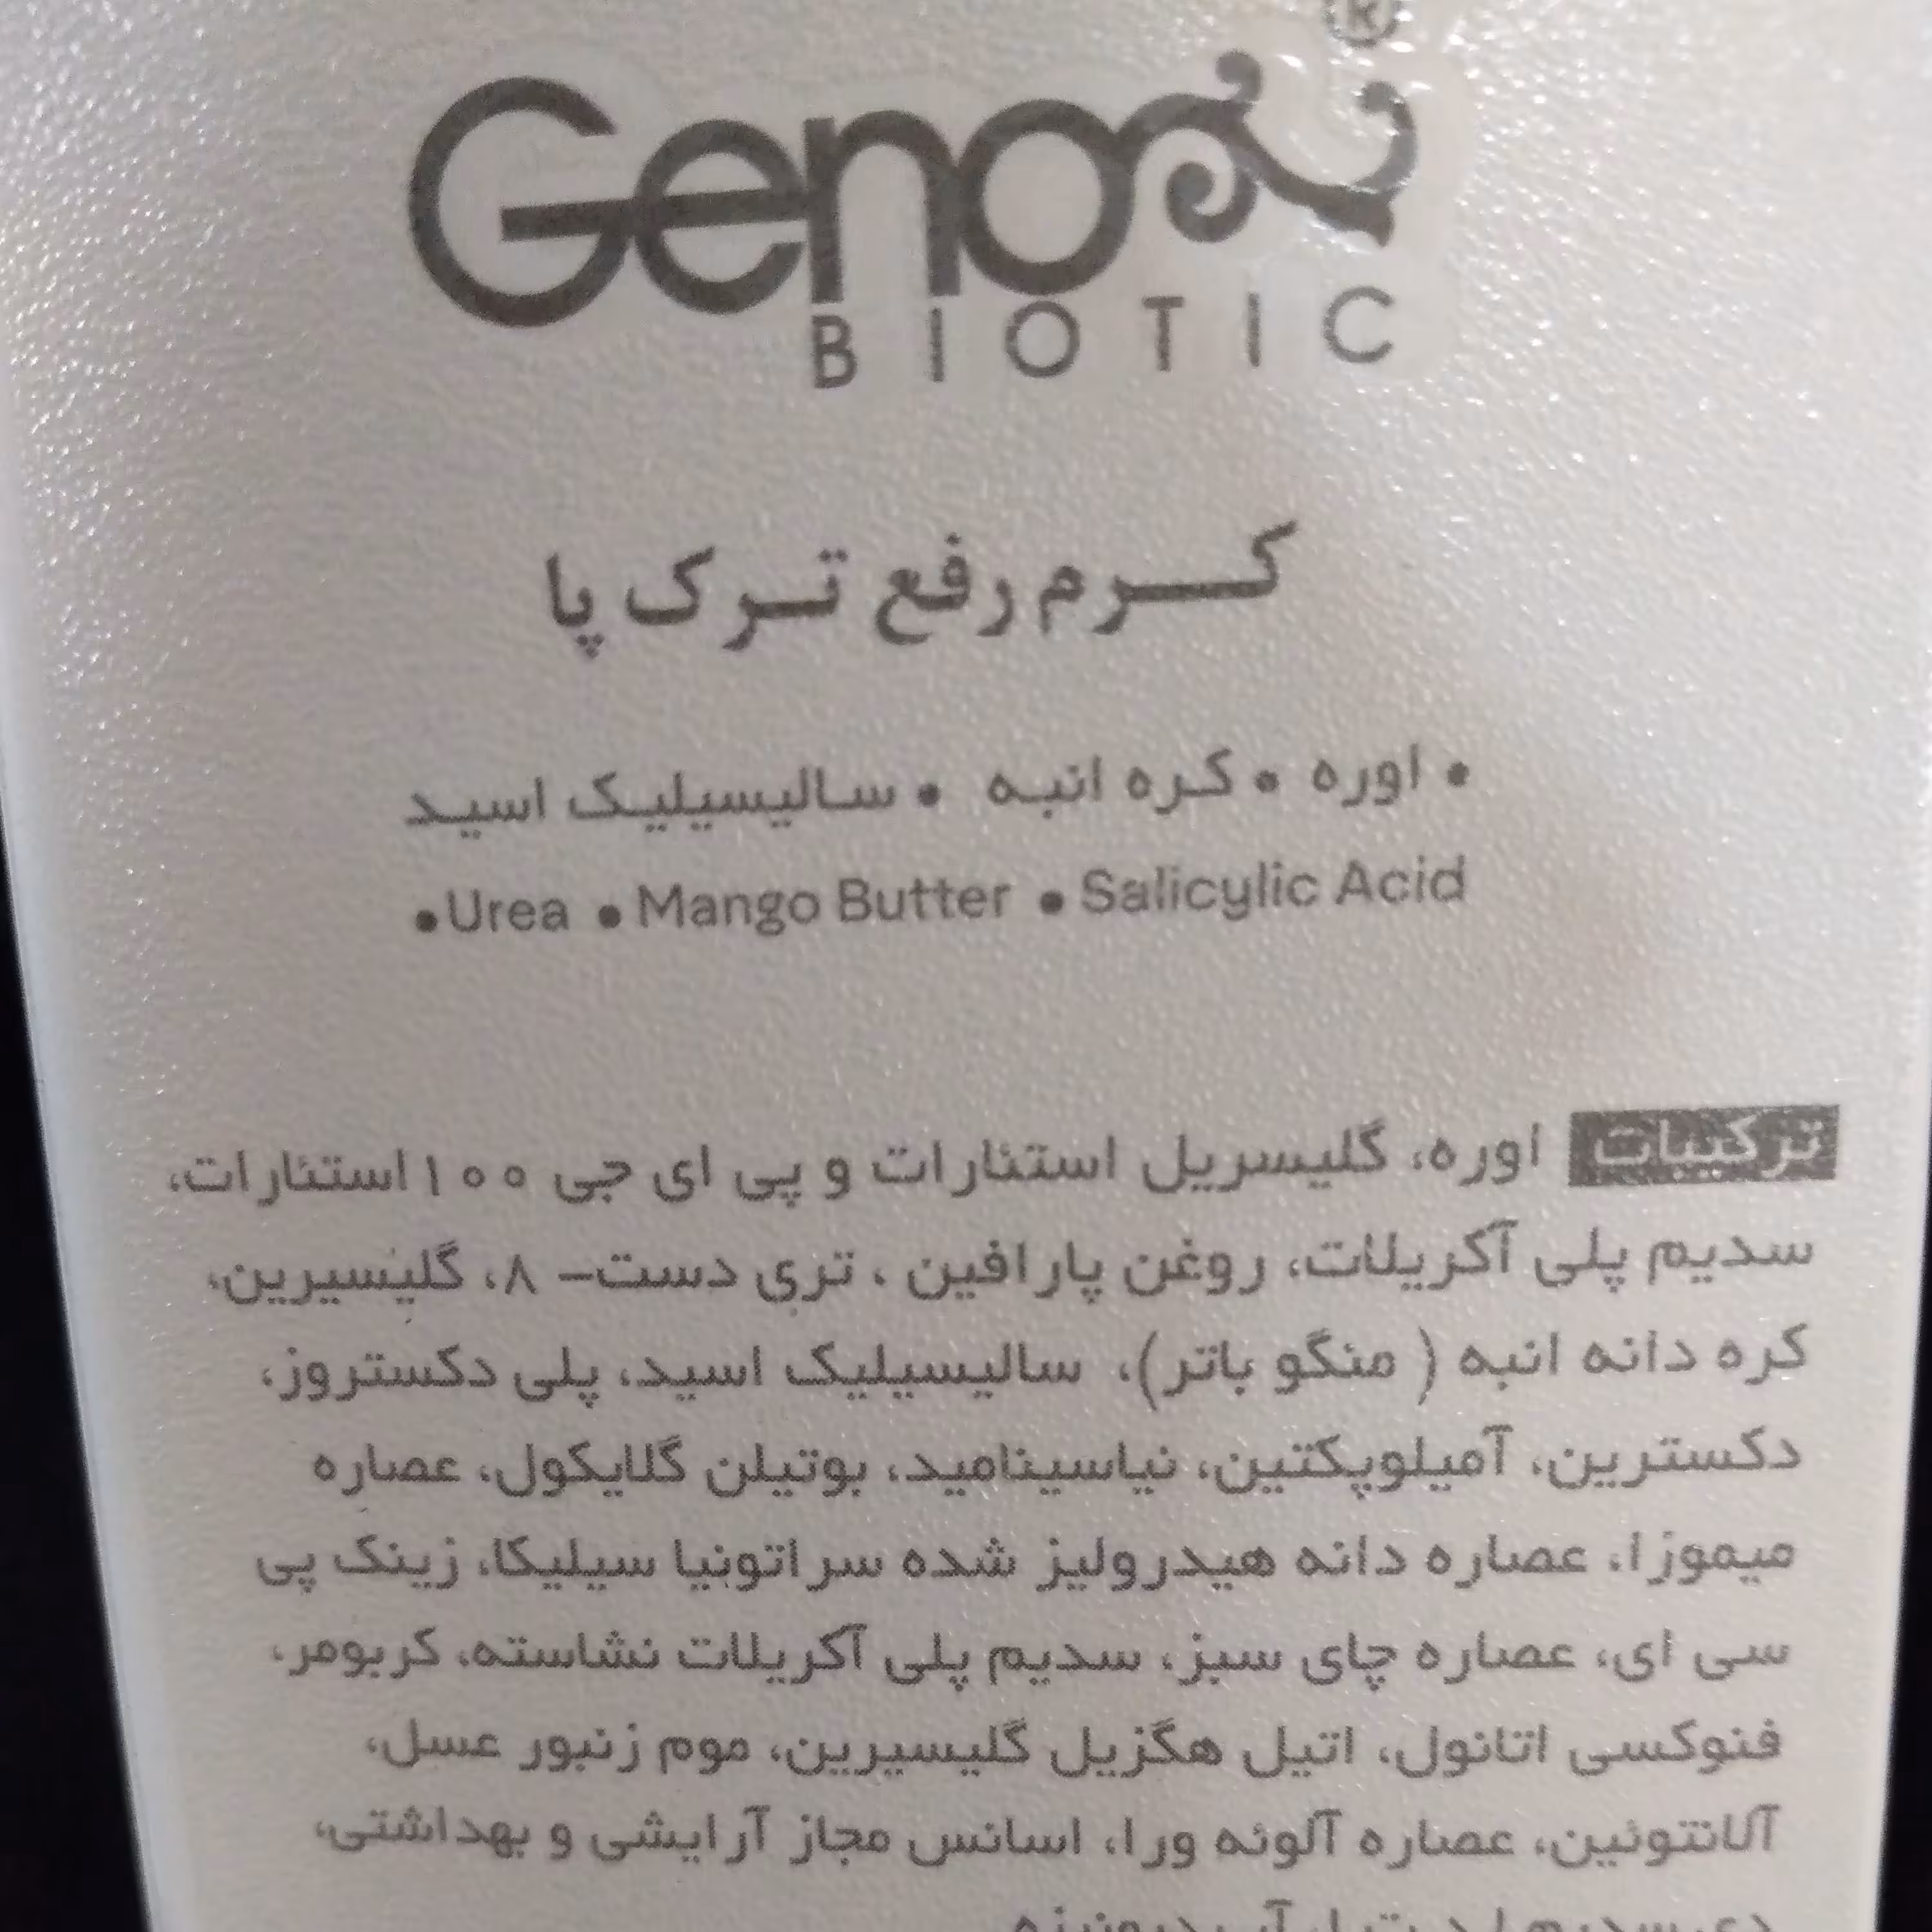 Geno®
BIOTIC
کرم رفع ترک پا
• اوره • کره انبه • سالیسیلیک اسید
•Urea • Mango Butter • Salicylic Acid
ترکیبات اوره، گلیسریل استئارات و پی ای جی ۱۰۰ استئارات،
سدیم پلی آکریلات، روغن پارافین ، تری دست- ۸، گلیسیرین،
کره دانه انبه ( منگو باتر)، سالیسیلیک اسید، پلی دکستروز،
دکسترین، آمیلوپکتین، نیاسینامید، بوتیلن گلایکول، عصاره
میموزا، عصاره دانه هیدرولیز شده سراتونیا سیلیکا، زینک پی
سی ای، عصاره چای سبز، سدیم پلی آکریلات نشاسته، کربومر،
فنوکسی اتانول، اتیل هگزیل گلیسیرین، موم زنبور عسل،
آلانتوئین، عصاره آلوئه ورا، اسانس مجاز آرایشی و بهداشتی،